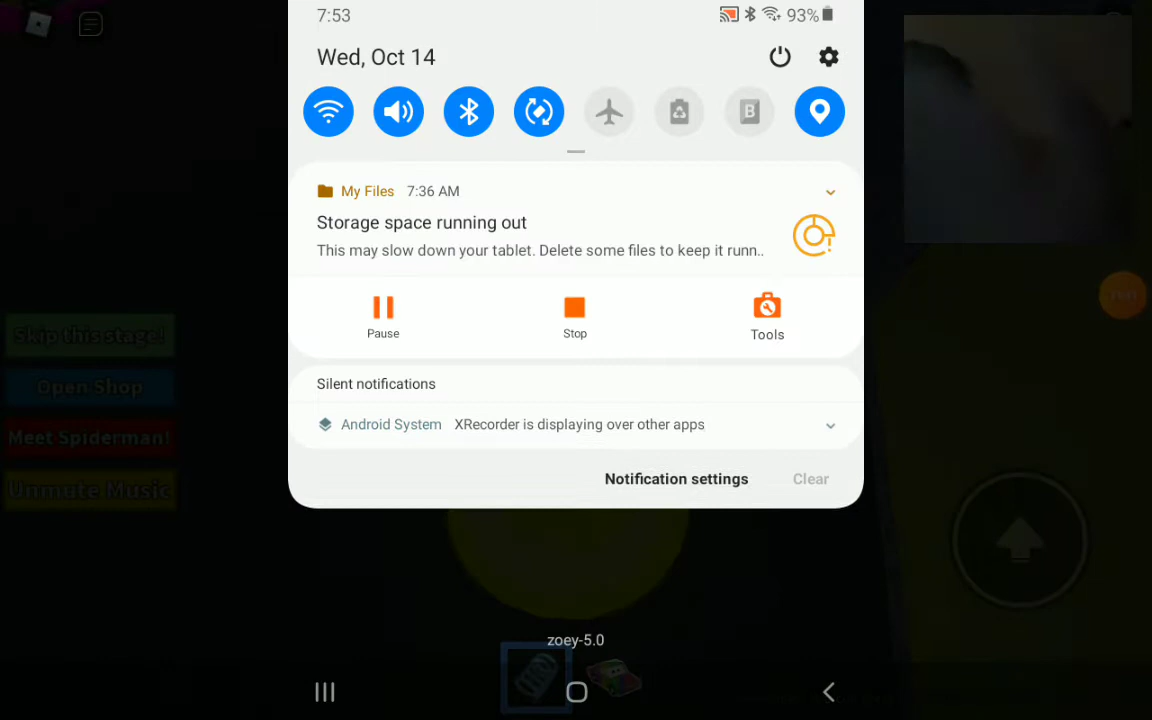 7:53
93%
Wed, Oct 14
B
My Files 7:36 AM
Storage space running out
This may slow down your tablet. Delete some files to keep it runn..
Pause
Stop
Tools
Silent notifications
Android System XRecorder is displaying over other apps
Notification settings
Clear
Skip this stage!
Open Shop
Meet Spiderman!
Unmute Music
zoey-5.0